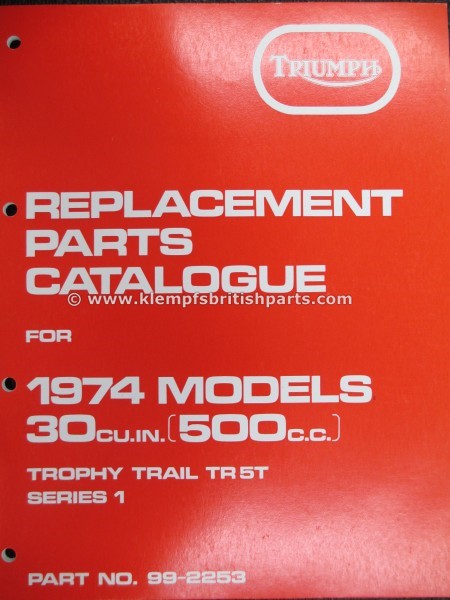 TRIUMPH
REPLACEMENT
PARTS
CATALOGUE
© www.klempfsbritishparts.com
FOR
1974 MODELS
30CU.IN.(500C.C.)
TROPHY TRAIL TR5T
SERIES 1
PART NO. 99-2253